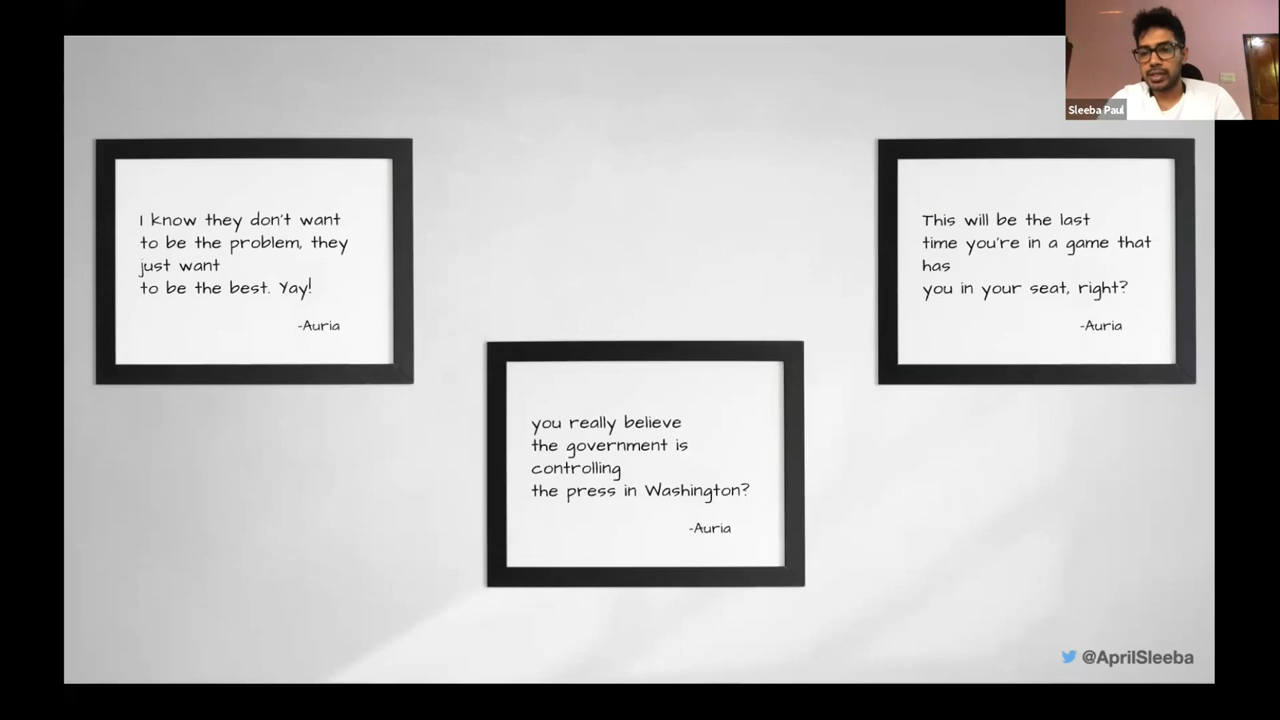 Sleeba Paul
I know they don't want
to be the problem, they
just want
to be the best. Yay!
-Auria
This will be the last
time you're in a game that
has
you in your seat, right?
-Auria
you really believe
the government is
controlling
the press in Washington?
-Auria
@AprilSleeba